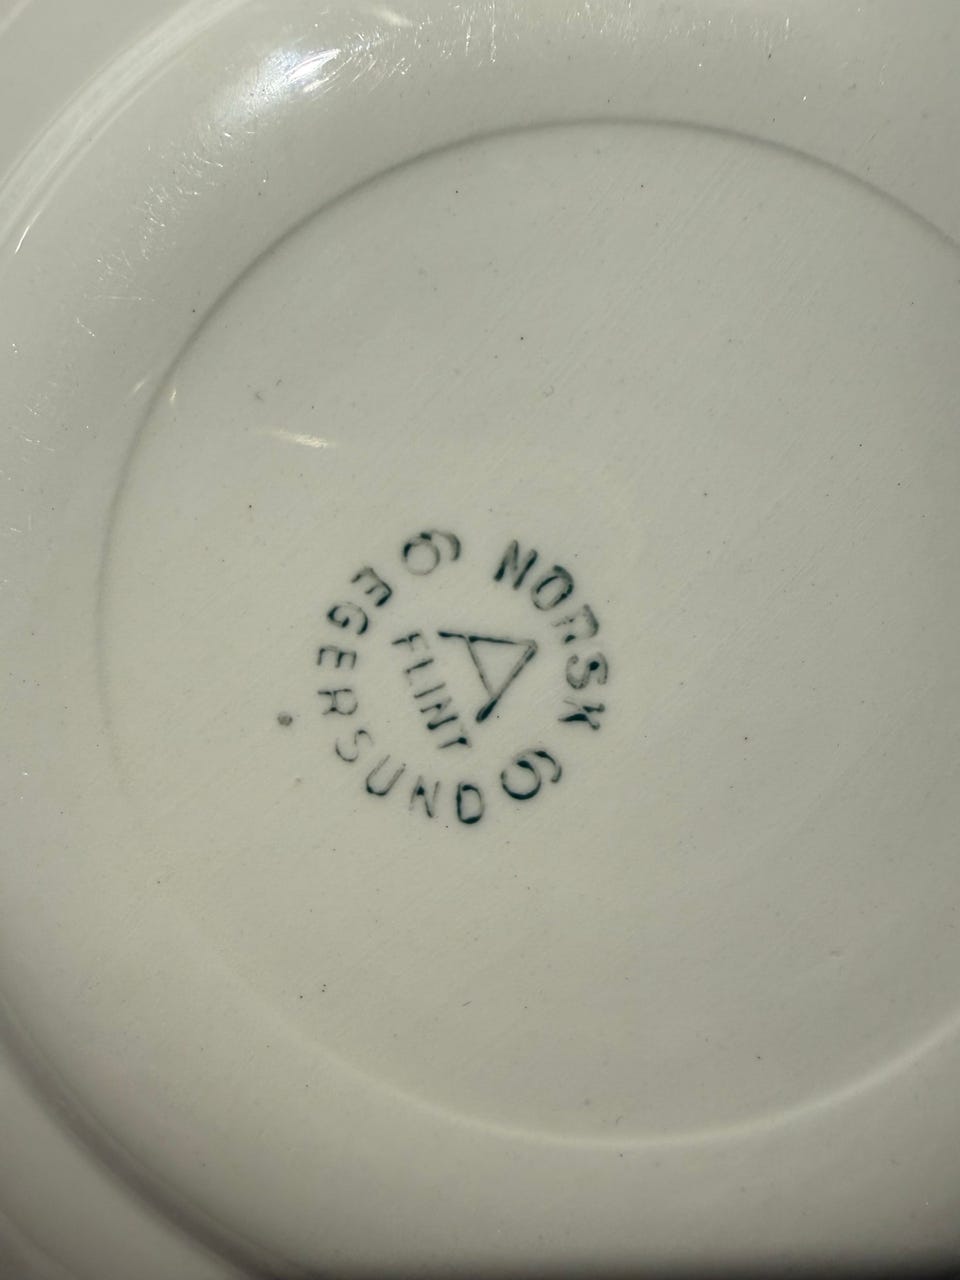 NORSK
A
FLINT
6 EGERSUND 6